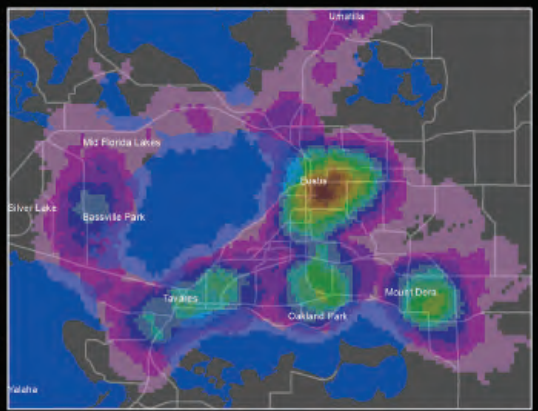 Umatilla
Mid Florida Lakes
Eustis
Silver Lake
Bassville Park
Tavares
Mount Dora
Oakland Park
Yalaha